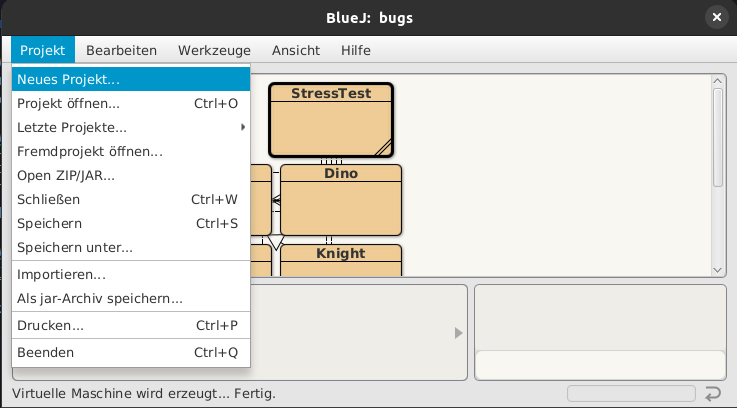 BlueJ: bugs
Projekt Bearbeiten Werkzeuge Ansicht Hilfe
Neues Projekt...
Projekt öffnen... Ctrl+O
Letzte Projekte...
Fremdprojekt öffnen...
Open ZIP/JAR...
Schließen Ctrl+W
Speichern Ctrl+S
Speichern unter...
Importieren...
Als jar-Archiv speichern...
Drucken... Ctrl+P
Beenden Ctrl+Q
StressTest
Dino
Knight
Virtuelle Maschine wird erzeugt... Fertig.